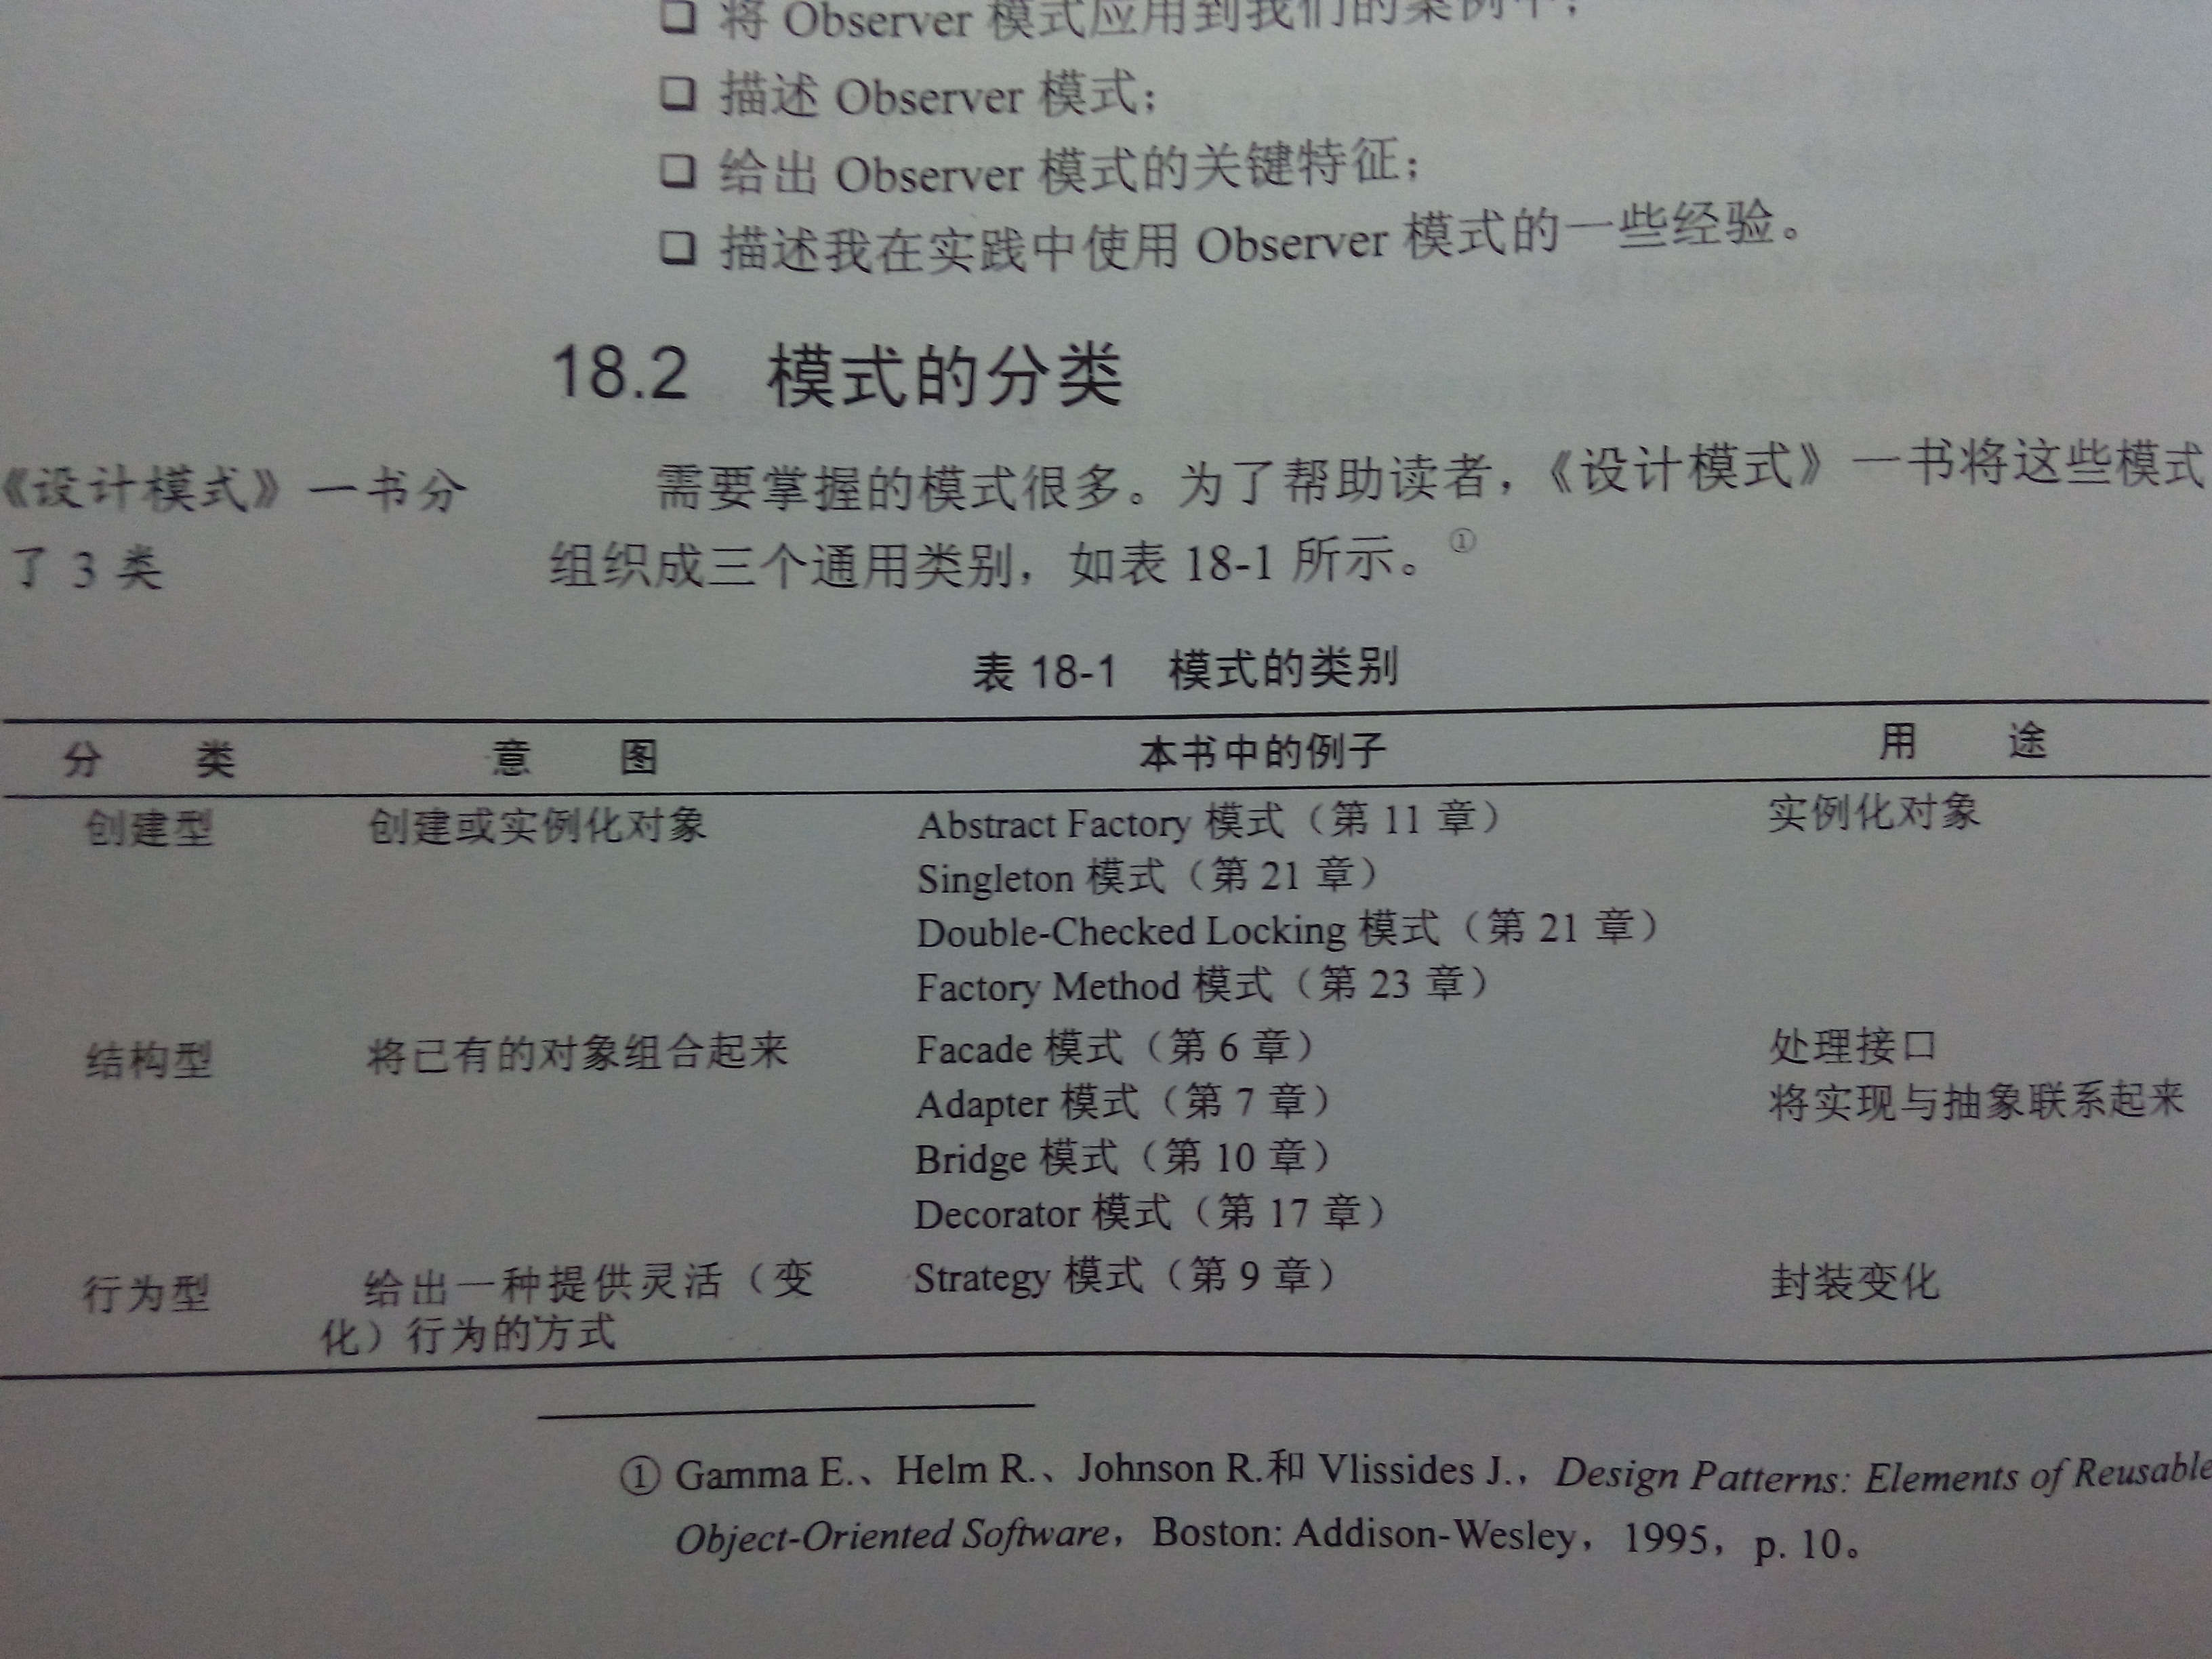 ❑ 将 Observer 模式应用到我们的案例中；
❑ 描述 Observer 模式；
❑ 给出 Observer 模式的关键特征；
❑ 描述我在实践中使用 Observer 模式的一些经验。
18.2 模式的分类
《设计模式》一书分
了 3 类
需要掌握的模式很多。为了帮助读者，《设计模式》一书将这些模式
组织成三个通用类别，如表 18-1 所示。①
表 18-1 模式的类别
分 类 意 图 本书中的例子 用 途
创建型 创建或实例化对象 Abstract Factory 模式（第 11 章） 实例化对象
Singleton 模式（第 21 章）
Double-Checked Locking 模式（第 21 章）
Factory Method 模式（第 23 章）
结构型 将已有的对象组合起来 Facade 模式（第 6 章） 处理接口
Adapter 模式（第 7 章） 将实现与抽象联系起来
Bridge 模式（第 10 章）
Decorator 模式（第 17 章）
行为型 给出一种提供灵活（变 Strategy 模式（第 9 章） 封装变化
化）行为的方式
① Gamma E.、Helm R.、Johnson R.和 Vlissides J.，Design Patterns: Elements of Reusable
Object-Oriented Software，Boston: Addison-Wesley，1995，p. 10。